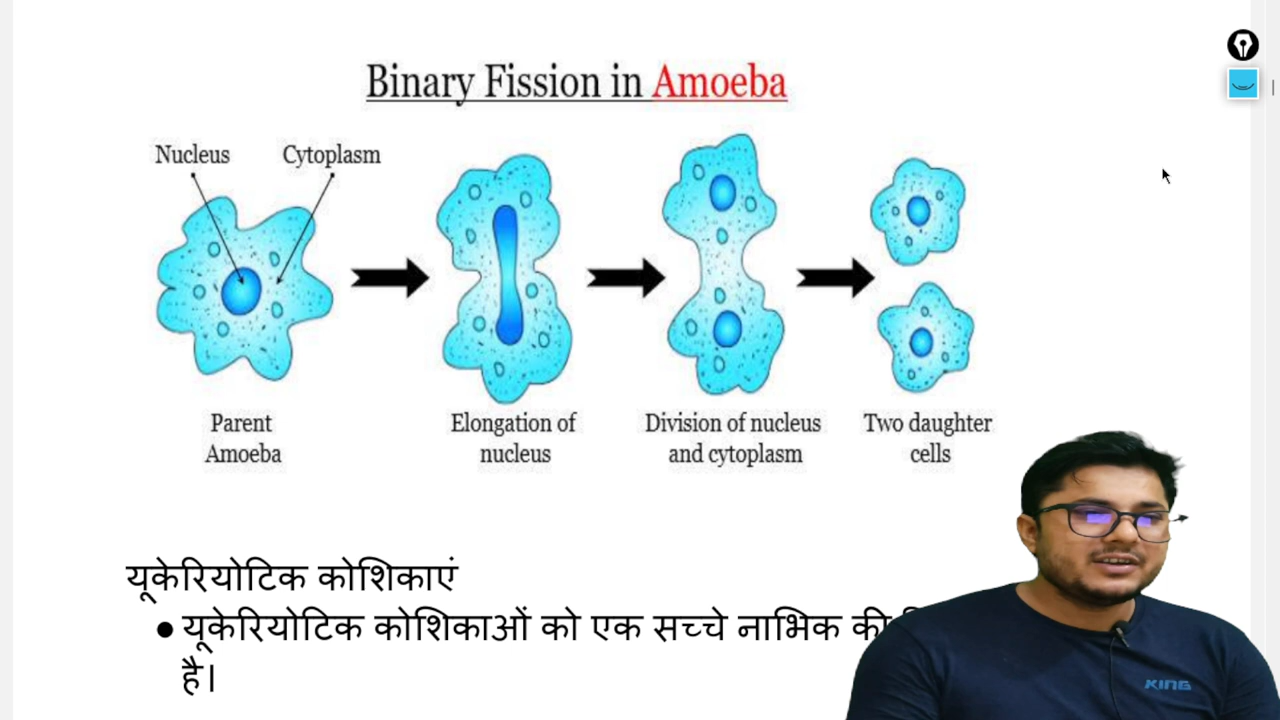 Binary Fission in Amoeba
Nucleus
Cytoplasm
Parent
Amoeba
Elongation of
nucleus
Division of nucleus
and cytoplasm
Two daughter
cells
यूकेरियोटिक कोशिकाएं
● यूकेरियोटिक कोशिकाओं को एक सच्चे नाभिक की
है।
KING